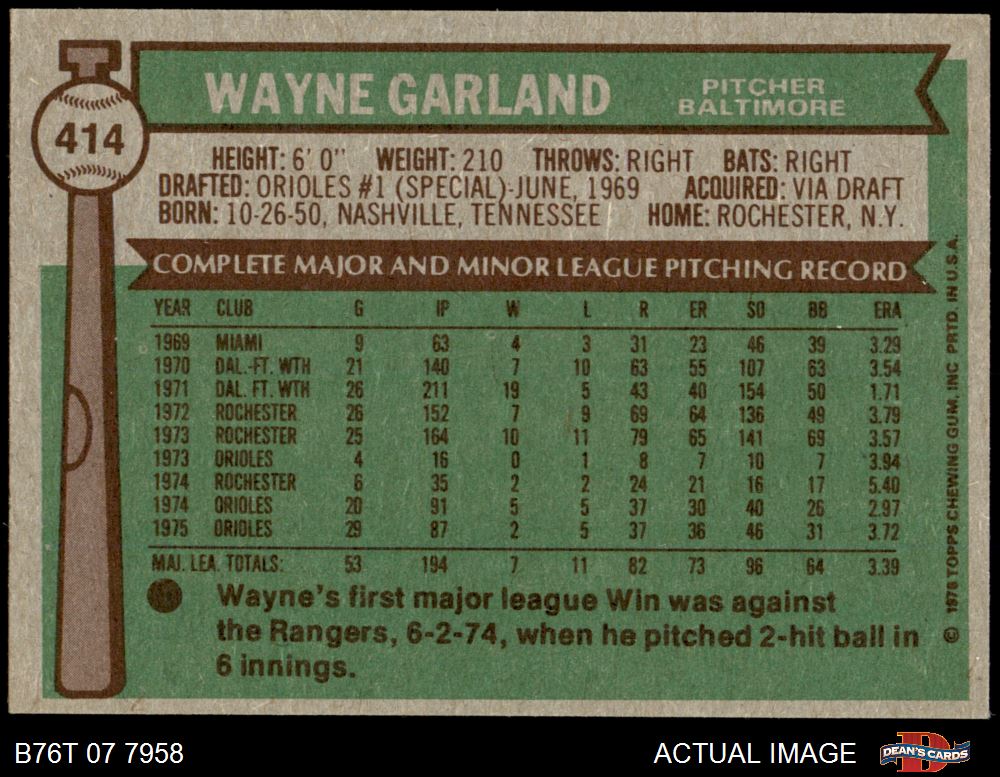 WAYNE GARLAND
PITCHER
BALTIMORE
414
HEIGHT: 6' 0" WEIGHT: 210 THROWS: RIGHT BATS: RIGHT
DRAFTED: ORIOLES #1 (SPECIAL)-JUNE, 1969 ACQUIRED: VIA DRAFT
BORN: 10-26-50, NASHVILLE, TENNESSEE HOME: ROCHESTER, N.Y.
COMPLETE MAJOR AND MINOR LEAGUE PITCHING RECORD
YEAR CLUB G IP W L R ER SO BB ERA
1969 MIAMI 9 63 4 3 31 23 46 39 3.29
1970 DAL.-FT. WTH 21 140 7 10 63 55 107 63 3.54
1971 DAL. FT. WTH 26 211 19 5 43 40 154 50 1.71
1972 ROCHESTER 26 152 7 9 69 64 136 49 3.79
1973 ROCHESTER 25 164 10 11 79 65 141 69 3.57
1973 ORIOLES 4 16 0 1 8 7 10 7 3.94
1974 ROCHESTER 6 35 2 2 24 21 16 17 5.40
1974 ORIOLES 20 91 5 5 37 30 40 26 2.97
1975 ORIOLES 29 87 2 5 37 36 46 31 3.72
MAJ. LEA. TOTALS: 53 194 7 11 82 73 96 64 3.39
Wayne's first major league Win was against
the Rangers, 6-2-74, when he pitched 2-hit ball in
6 innings.
© 1976 TOPPS CHEWING GUM, INC PRTD. IN U.S.A.
B76T 07 7958
ACTUAL IMAGE
DEAN'S CARDS